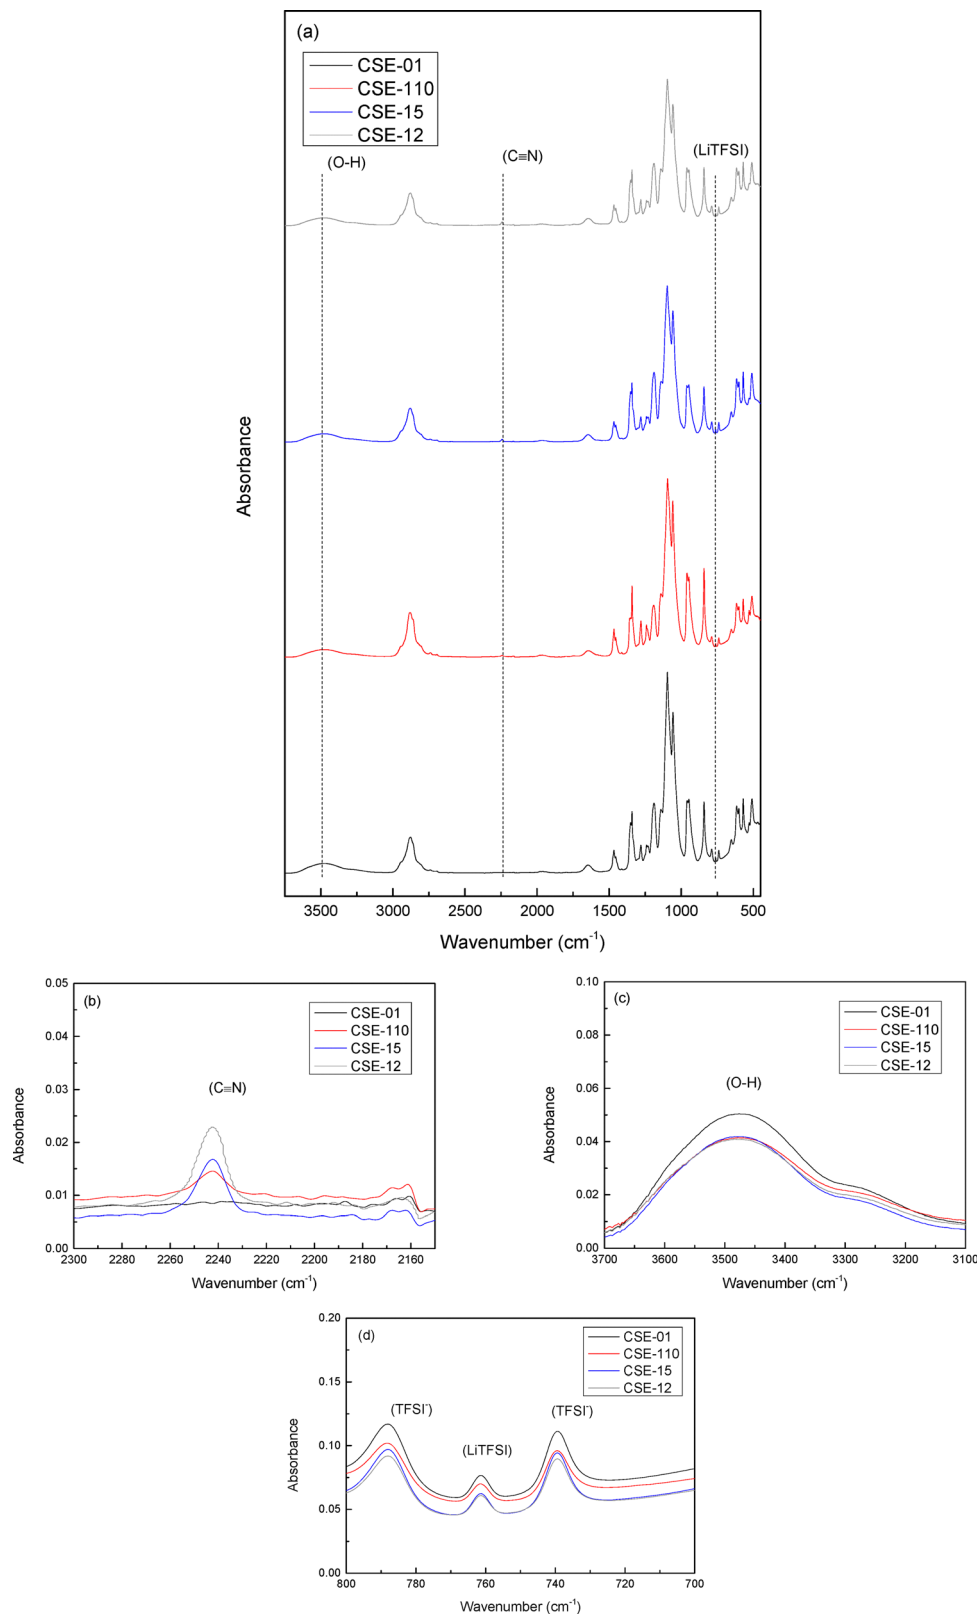 (a)
CSE-01
CSE-110
CSE-15
CSE-12
(O-H)
(C≡N)
(LiTFSI)
Absorbance
3500 3000 2500 2000 1500 1000 500
Wavenumber (cm⁻¹)
(b)
CSE-01
CSE-110
CSE-15
CSE-12
(C≡N)
0.05
0.04
0.03
0.02
0.01
0.00
Absorbance
2300 2280 2260 2240 2220 2200 2180 2160
Wavenumber (cm⁻¹)
(c)
CSE-01
CSE-110
CSE-15
CSE-12
(O-H)
0.10
0.08
0.06
0.04
0.02
0.00
Absorbance
3700 3600 3500 3400 3300 3200 3100
Wavenumber (cm⁻¹)
(d)
CSE-01
CSE-110
CSE-15
CSE-12
(TFSI⁻)
(LiTFSI)
(TFSI⁻)
0.20
0.15
0.10
0.05
0.00
Absorbance
800 780 760 740 720 700
Wavenumber (cm⁻¹)